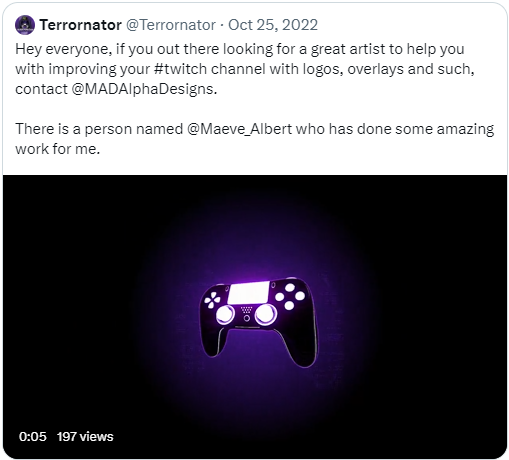 Terrornator @Terrornator · Oct 25, 2022
Hey everyone, if you out there looking for a great artist to help you
with improving your #twitch channel with logos, overlays and such,
contact @MADAlphaDesigns.
There is a person named @Maeve_Albert who has done some amazing
work for me.
0:05 197 views